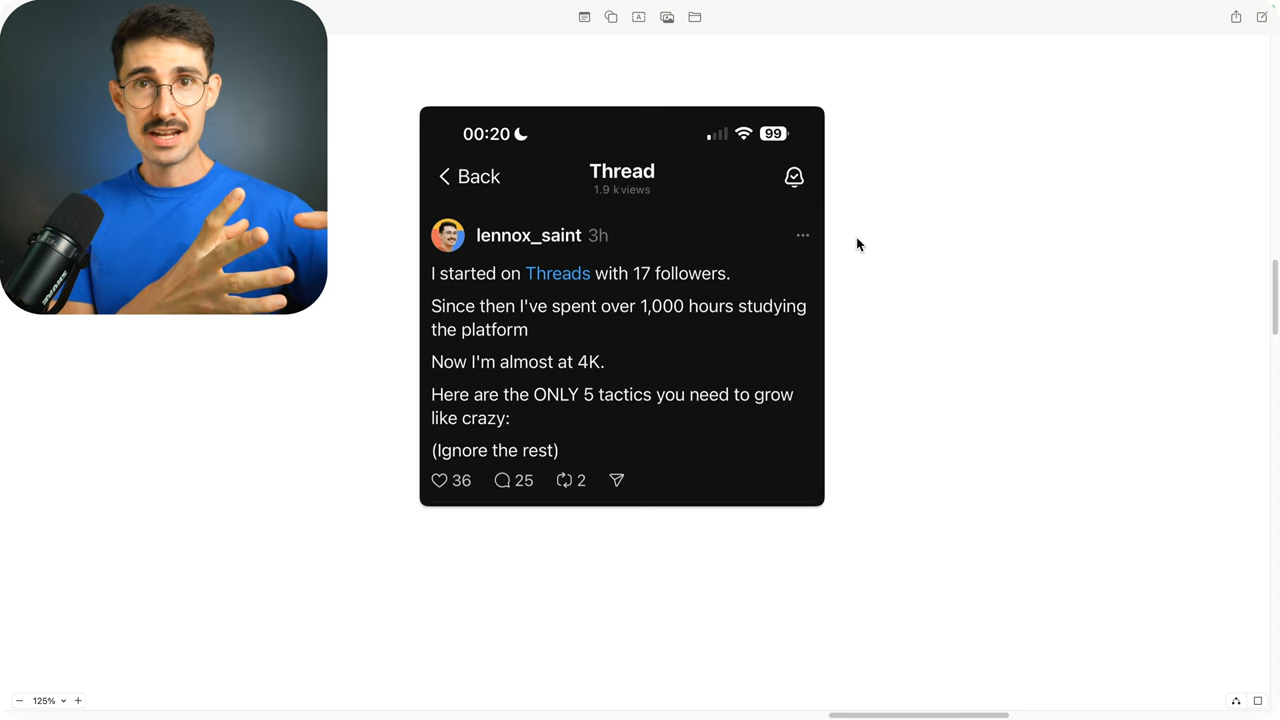 00:20
99
Back
Thread
1.9 k views
lennox_saint 3h
I started on Threads with 17 followers.
Since then I've spent over 1,000 hours studying
the platform
Now I'm almost at 4K.
Here are the ONLY 5 tactics you need to grow
like crazy:
(Ignore the rest)
36 25 2
SHURE
A
125%